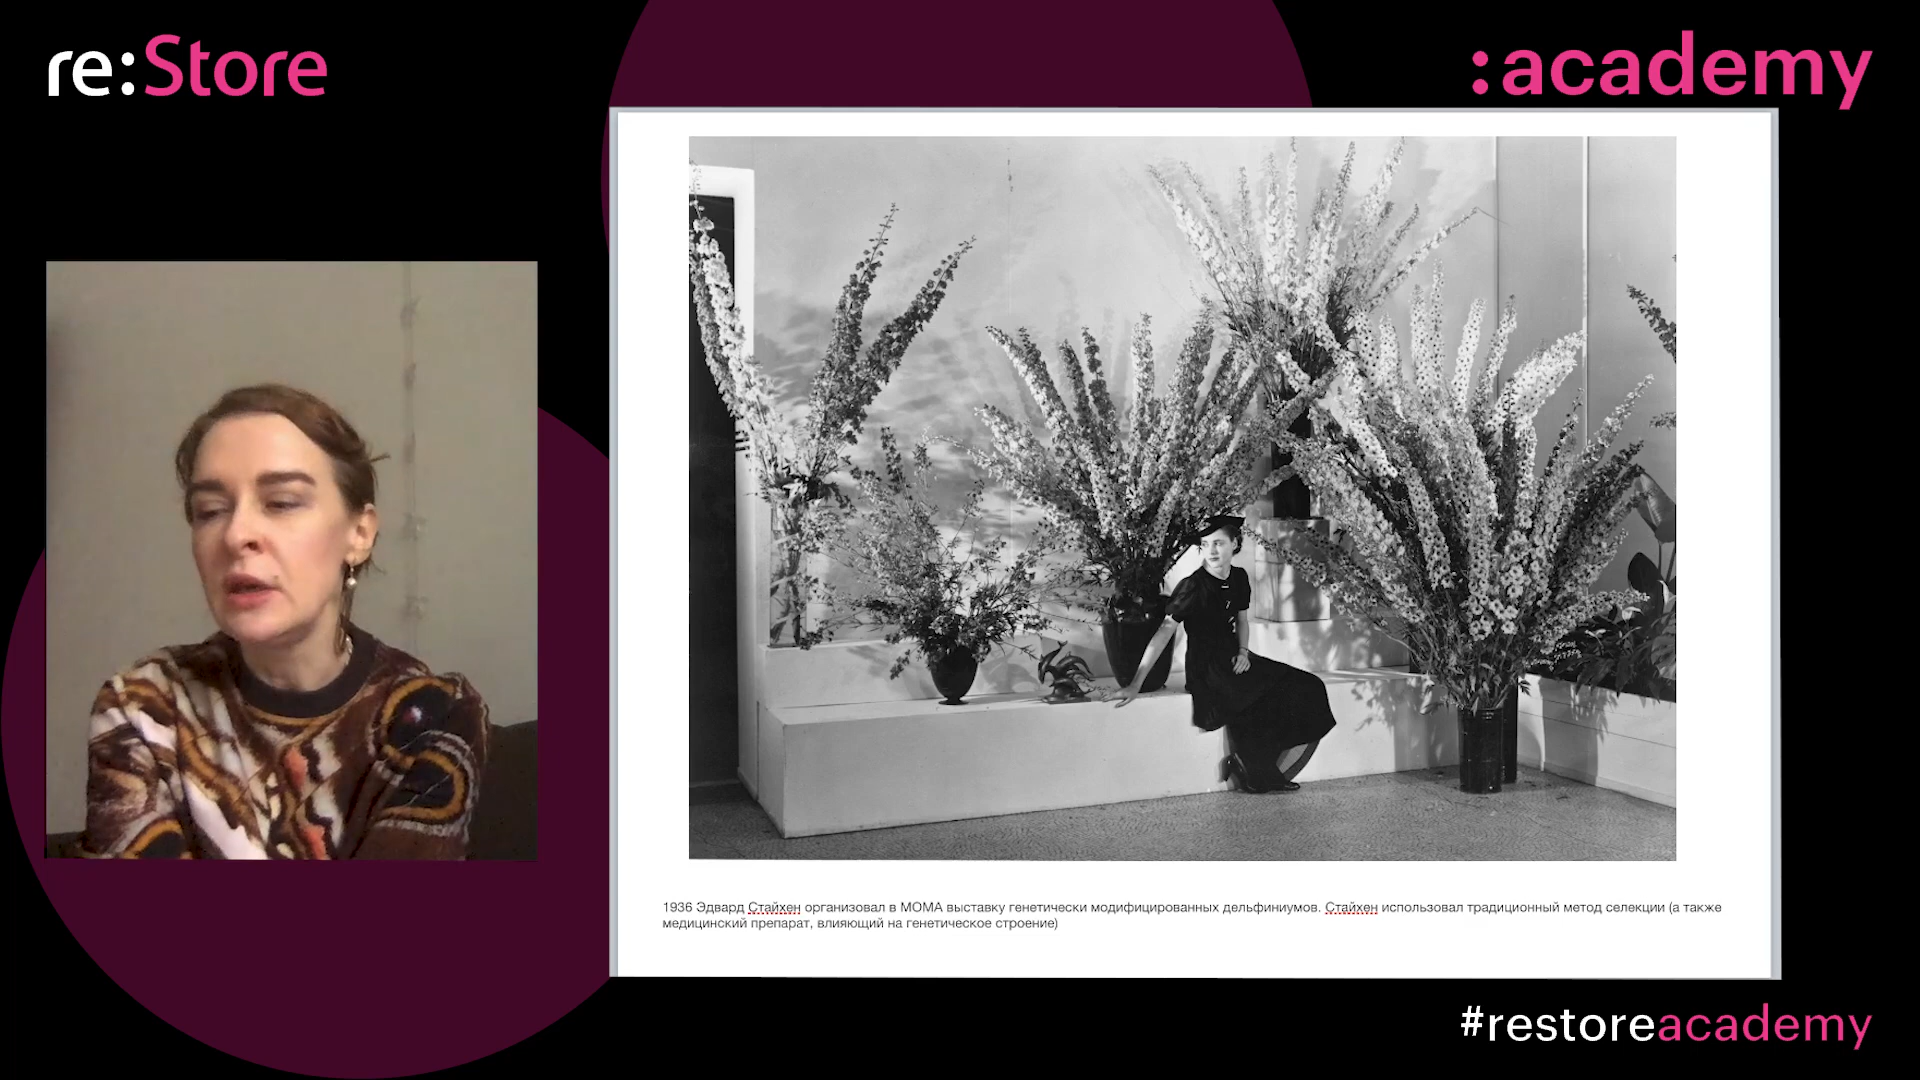 re:Store
:academy
1936 Эдвард Стайхен организовал в МОМА выставку генетически модифицированных дельфиниумов. Стайхен использовал традиционный метод селекции (а также
медицинский препарат, влияющий на генетическое строение)
#restoreacademy